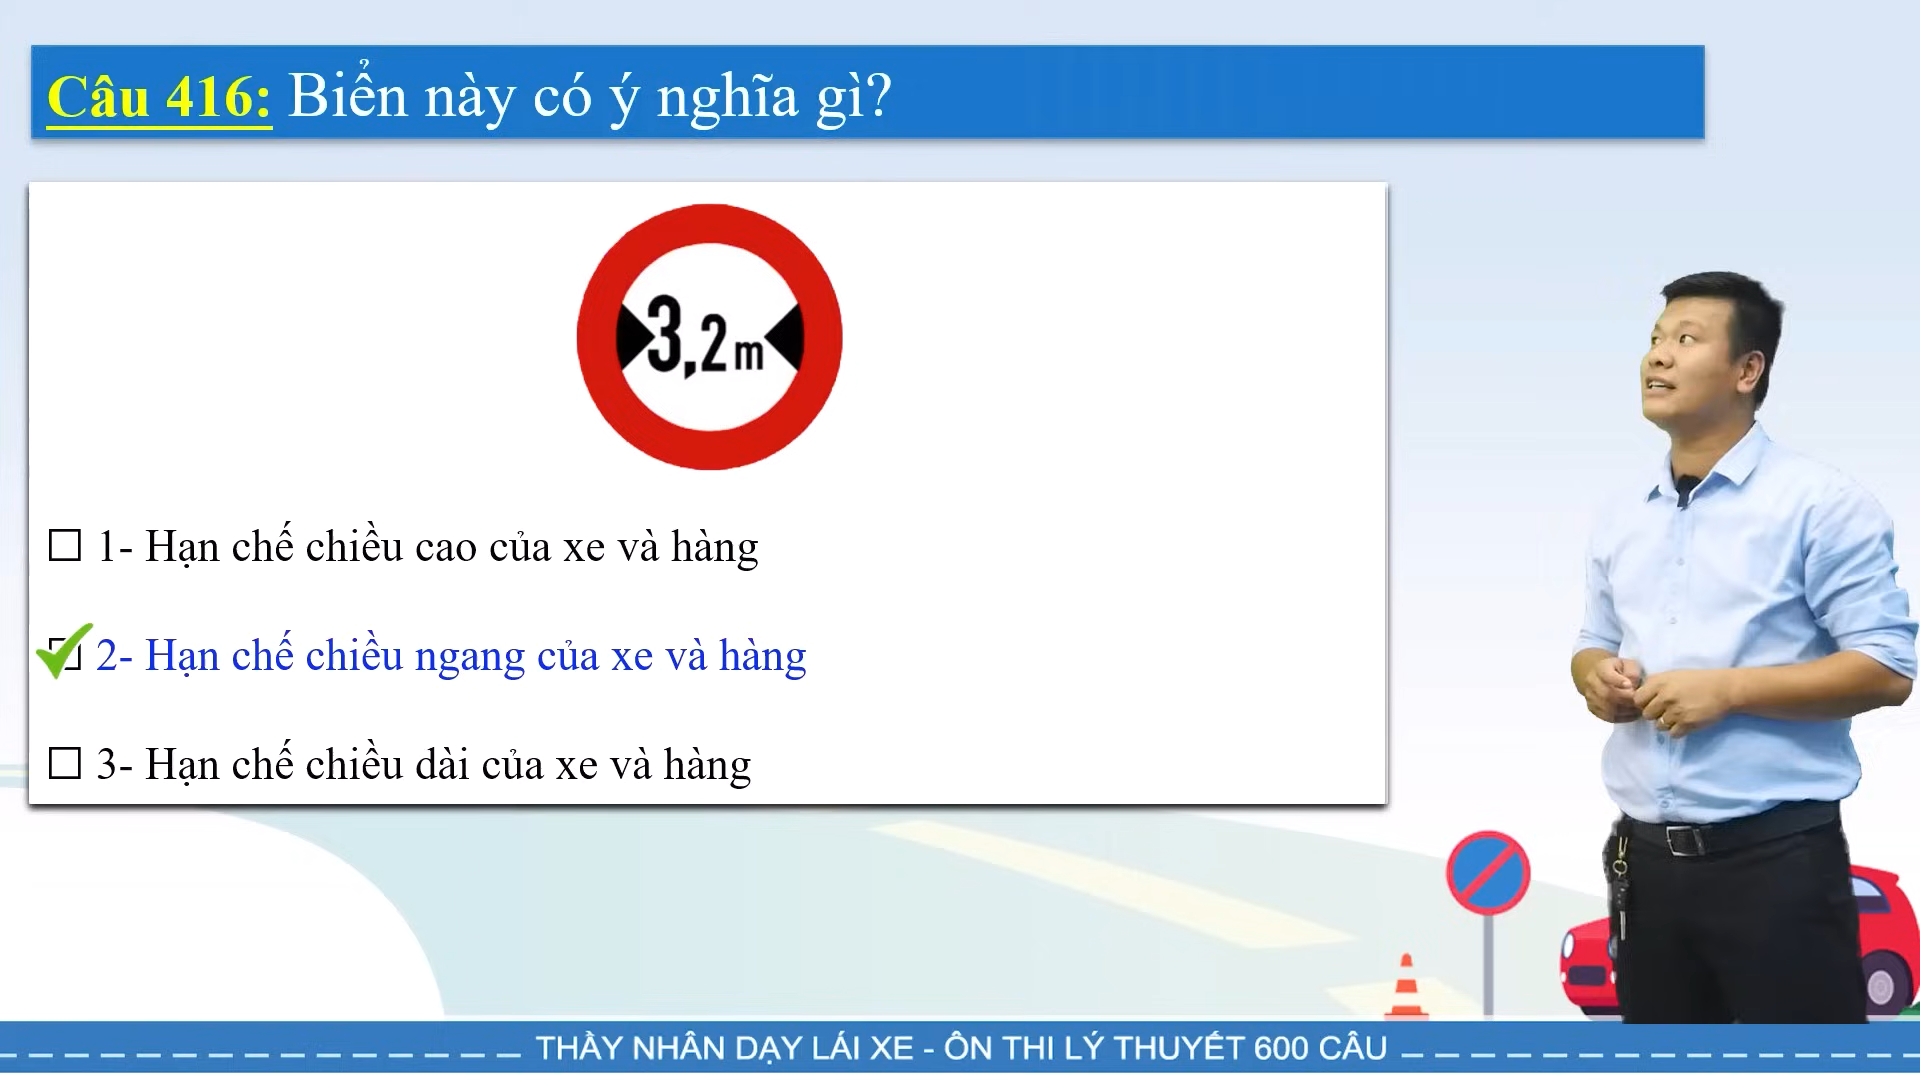 Câu 416: Biển này có ý nghĩa gì?
3,2m
1- Hạn chế chiều cao của xe và hàng
2- Hạn chế chiều ngang của xe và hàng
3- Hạn chế chiều dài của xe và hàng
THẦY NHÂN DẠY LÁI XE - ÔN THI LÝ THUYẾT 600 CÂU